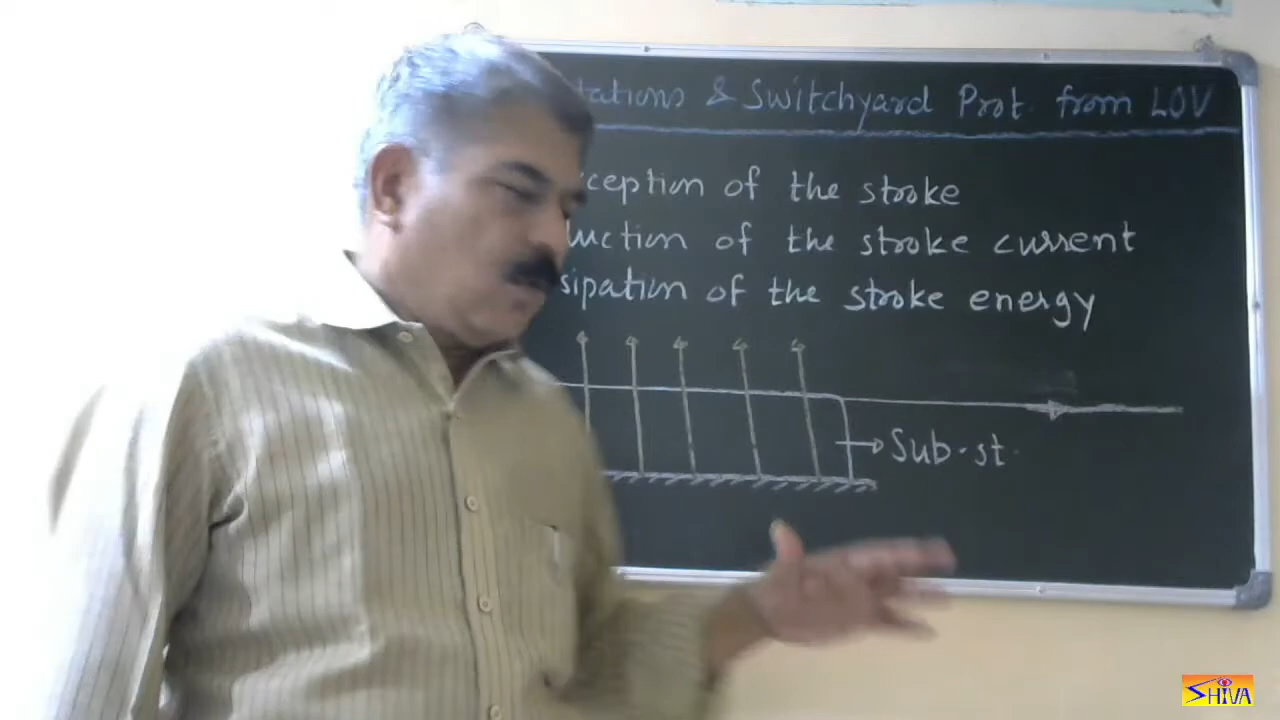 tations & Switchyard Prot. from LOV
ception of the stroke
uction of the stroke current
sipation of the stroke energy
Sub-st.
SHIVA